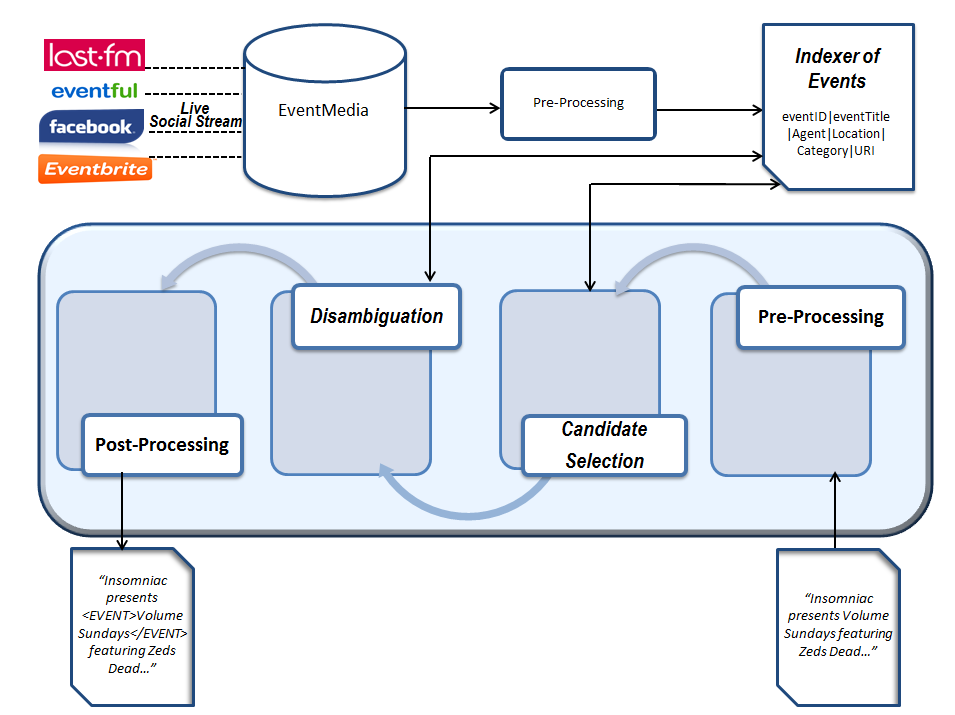 last·fm
eventful
facebook.
Eventbrite
Live
Social Stream
EventMedia
Pre-Processing
Indexer of
Events
eventID|eventTitle
|Agent|Location|
Category|URI
Disambiguation
Pre-Processing
Post-Processing
Candidate
Selection
“Insomniac
presents
<EVENT>Volume
Sundays</EVENT>
featuring Zeds
Dead...”
“Insomniac
presents Volume
Sundays featuring
Zeds Dead...”